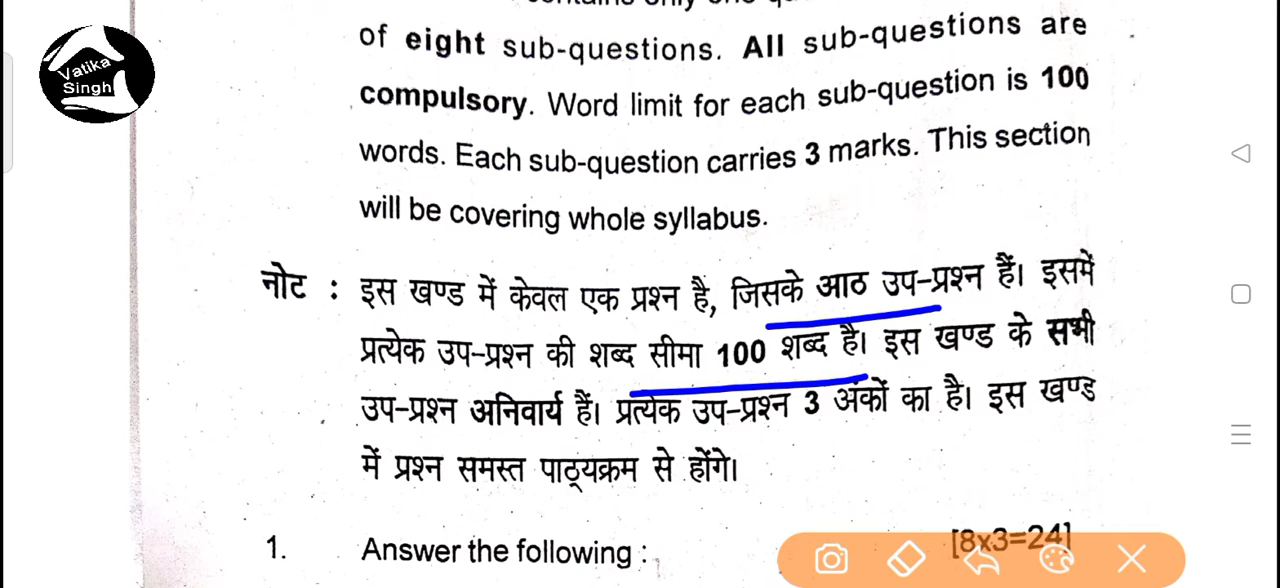 of eight sub-questions. All sub-questions are
compulsory. Word limit for each sub-question is 100
words. Each sub-question carries 3 marks. This section
will be covering whole syllabus.
नोट : इस खण्ड में केवल एक प्रश्न है, जिसके आठ उप-प्रश्न हैं। इसमें
प्रत्येक उप-प्रश्न की शब्द सीमा 100 शब्द है। इस खण्ड के सभी
उप-प्रश्न अनिवार्य हैं। प्रत्येक उप-प्रश्न 3 अंकों का है। इस खण्ड
में प्रश्न समस्त पाठ्यक्रम से होंगे।
1. Answer the following : [8x3=24]
Vatika
Singh